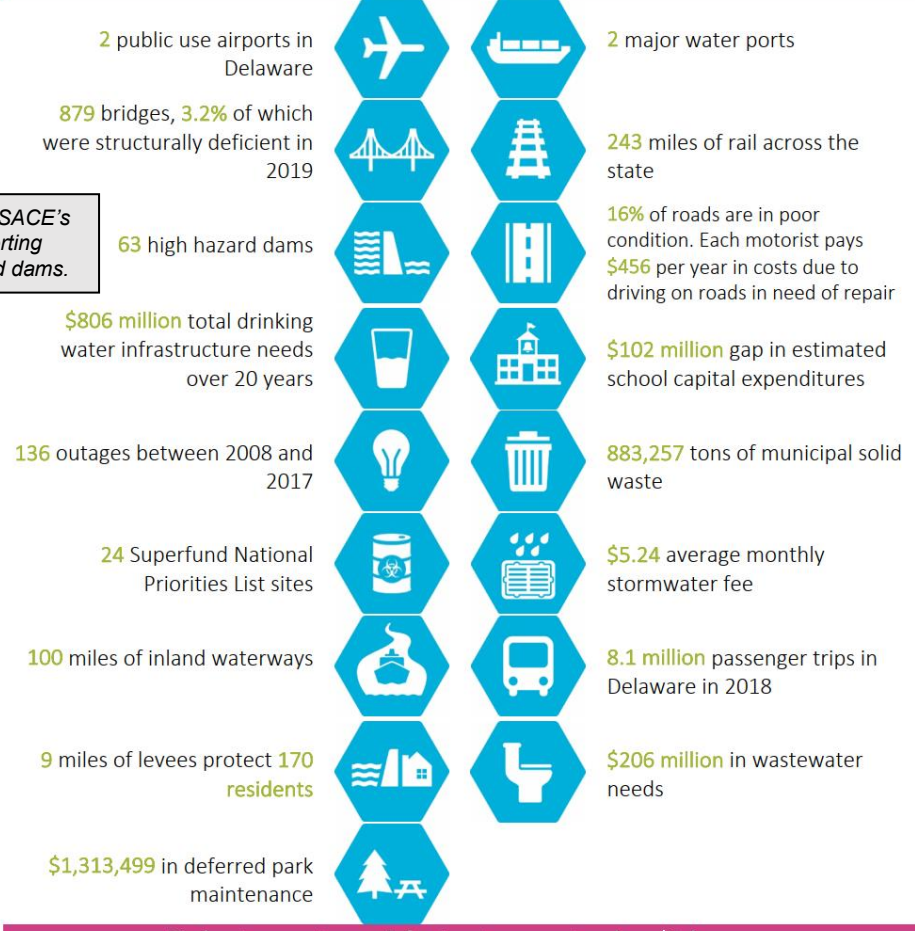 2 public use airports in
Delaware
2 major water ports
879 bridges, 3.2% of which
were structurally deficient in
2019
243 miles of rail across the
state
SACE's
rting
d dams.
63 high hazard dams
16% of roads are in poor
condition. Each motorist pays
$456 per year in costs due to
driving on roads in need of repair
$806 million total drinking
water infrastructure needs
over 20 years
$102 million gap in estimated
school capital expenditures
136 outages between 2008 and
2017
883,257 tons of municipal solid
waste
24 Superfund National
Priorities List sites
$5.24 average monthly
stormwater fee
100 miles of inland waterways
8.1 million passenger trips in
Delaware in 2018
9 miles of levees protect 170
residents
$206 million in wastewater
needs
$1,313,499 in deferred park
maintenance